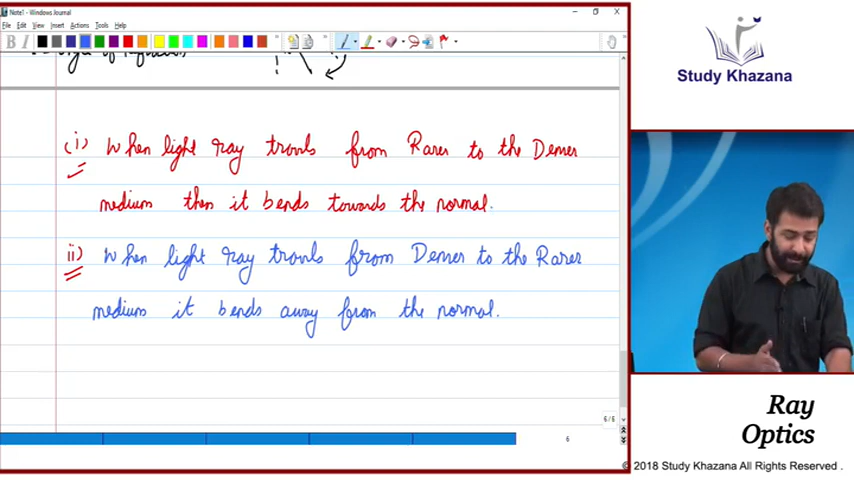 Note1 - Windows Journal
File Edit View Insert Actions Tools Help
B I
Study Khazana
(i) When light ray travels from Rarer to the Denser
medium then it bends towards the normal.
ii) When light ray travels from Denser to the Rarer
medium it bends away from the normal.
6/6
6
Ray
Optics
© 2018 Study Khazana All Rights Reserved .